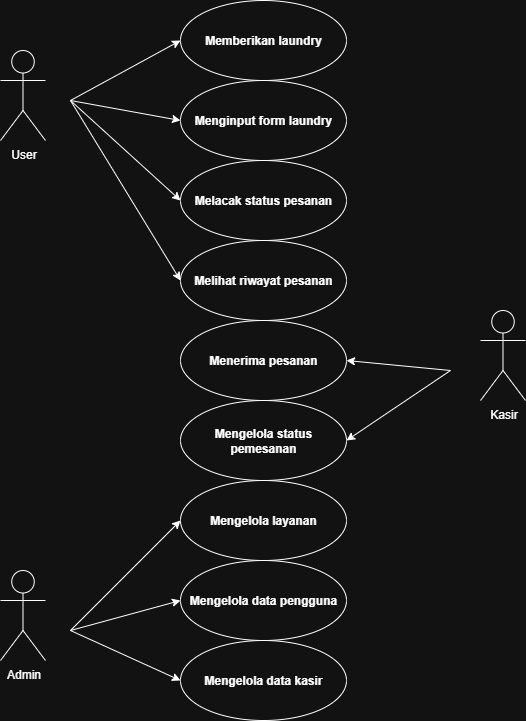 Memberikan laundry
Menginput form laundry
User
Melacak status pesanan
Melihat riwayat pesanan
Menerima pesanan
Kasir
Mengelola status
pemesanan
Mengelola layanan
Mengelola data pengguna
Admin
Mengelola data kasir